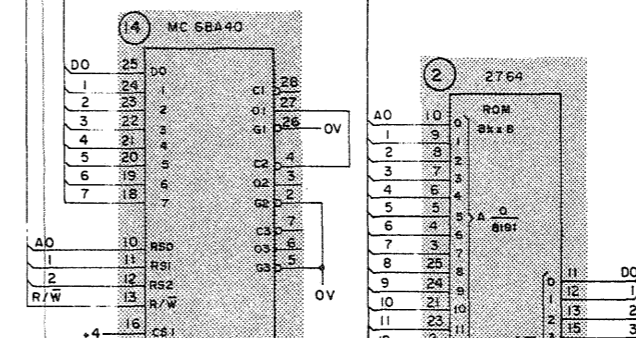 14 MC 68A40
D0 25 D0
1 24 1
2 23 2
3 22 3
4 21 4
5 20 5
6 19 6
7 18 7
A0 10 RS0
1 11 RS1
2 12 RS2
R/W̅ 13 R/W̅
+4 16 CS1
C1 28
O1 27
G1 26 0V
C2 4
O2 3
G2 2
C3 7
O3 6
G3 5
0V
2 2764
ROM
8k x 8
A0 10 0
1 9 1
2 8 2
3 7 3
4 6 4
5 5 5
6 4 6
7 3 7
8 25 8
9 24 9
10 21 10
11 23 11
A 0
8191
0 11 D0
1 12 1
2 13 2
3 15 3